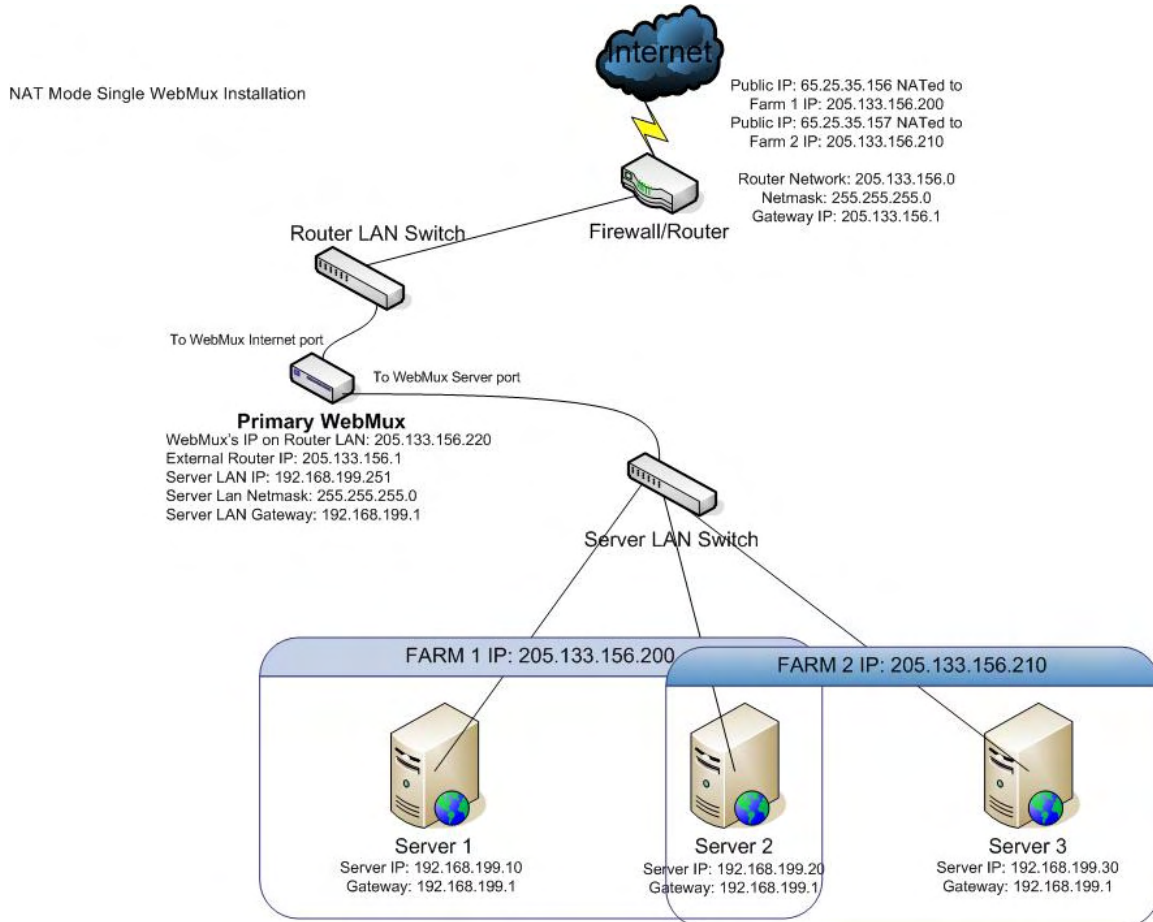 Internet
NAT Mode Single WebMux Installation
Public IP: 65.25.35.156 NATed to
Farm 1 IP: 205.133.156.200
Public IP: 65.25.35.157 NATed to
Farm 2 IP: 205.133.156.210
Router Network: 205.133.156.0
Netmask: 255.255.255.0
Gateway IP: 205.133.156.1
Router LAN Switch
Firewall/Router
To WebMux Internet port
To WebMux Server port
Primary WebMux
WebMux's IP on Router LAN: 205.133.156.220
External Router IP: 205.133.156.1
Server LAN IP: 192.168.199.251
Server Lan Netmask: 255.255.255.0
Server LAN Gateway: 192.168.199.1
Server LAN Switch
FARM 1 IP: 205.133.156.200
FARM 2 IP: 205.133.156.210
Server 1
Server IP: 192.168.199.10
Gateway: 192.168.199.1
Server 2
Server IP: 192.168.199.20
Gateway: 192.168.199.1
Server 3
Server IP: 192.168.199.30
Gateway: 192.168.199.1